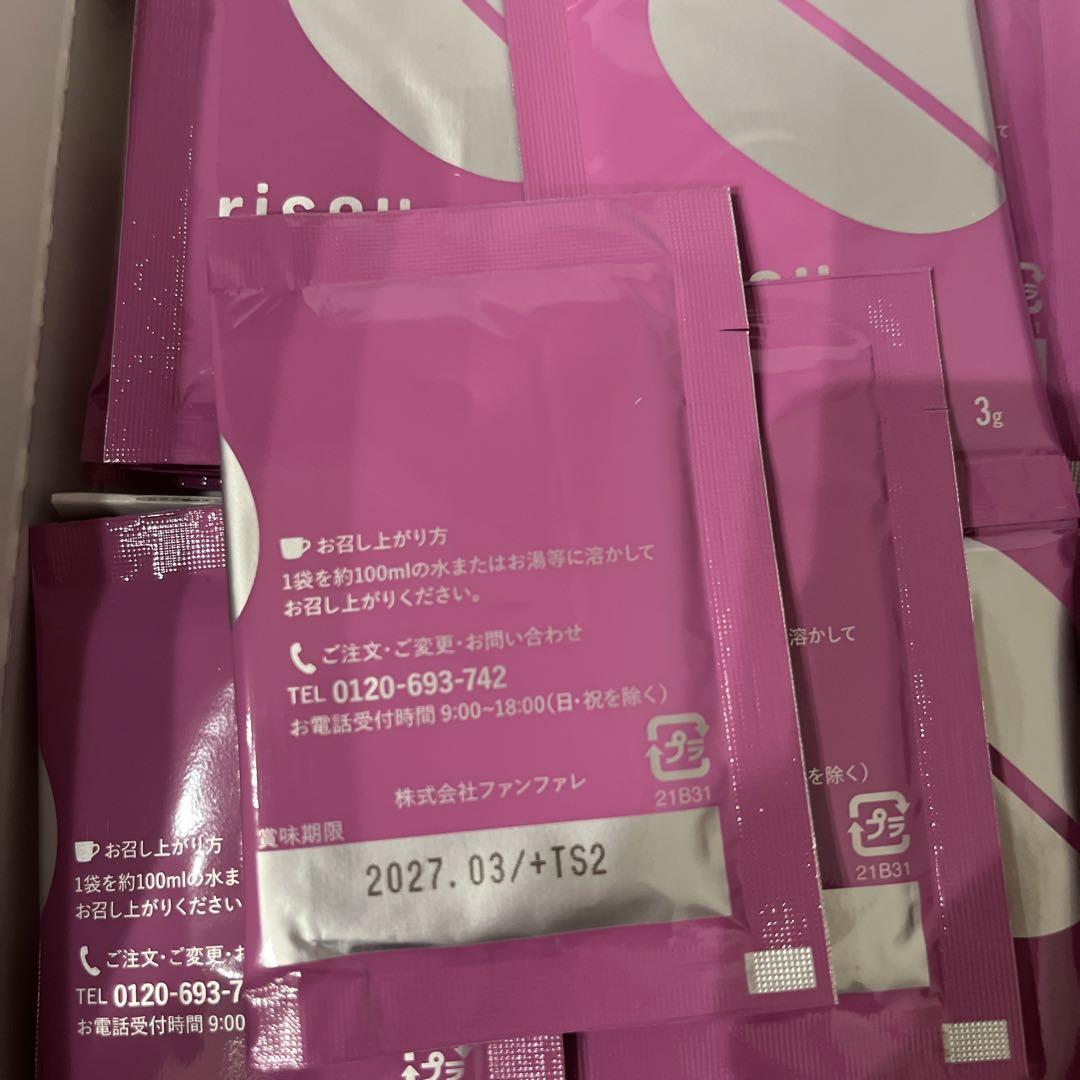 risou
3g
お召し上がり方
1袋を約100mlの水またはお湯等に溶かして
お召し上がりください。
ご注文・ご変更・お問い合わせ
TEL 0120-693-742
お電話受付時間 9:00~18:00(日・祝を除く)
プラ
株式会社ファンファレ
21B31
賞味期限
2027.03/+TS2
溶かして
を除く)
プラ
21B31
お召し上がり方
1袋を約100mlの水ま
お召し上がりください
ご注文・ご変更・お
TEL 0120-693-7
お電話受付時間 9:00
プラ